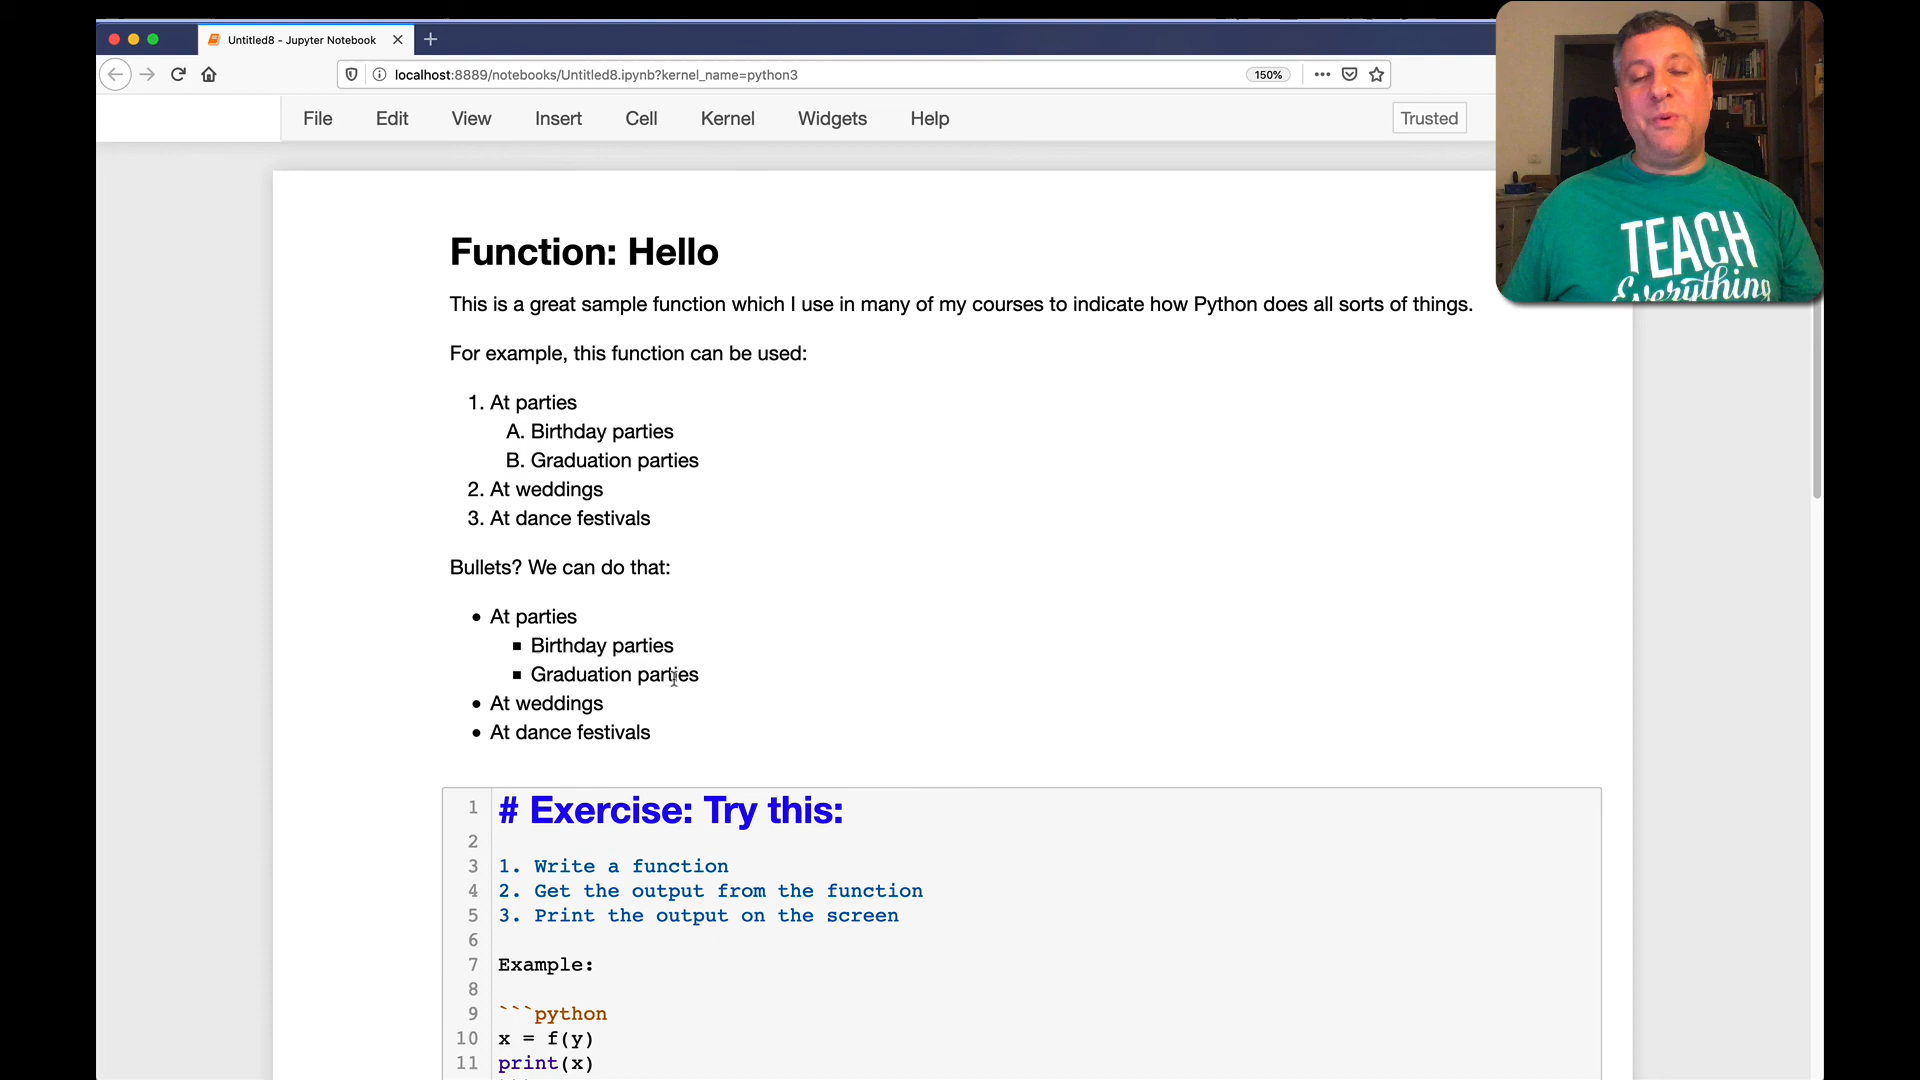 Untitled8 - Jupyter Notebook
localhost:8889/notebooks/Untitled8.ipynb?kernel_name=python3
150%
File Edit View Insert Cell Kernel Widgets Help
Trusted
TEACH
Everything
Function: Hello
This is a great sample function which I use in many of my courses to indicate how Python does all sorts of things.
For example, this function can be used:
1. At parties
A. Birthday parties
B. Graduation parties
2. At weddings
3. At dance festivals
Bullets? We can do that:
• At parties
▪ Birthday parties
▪ Graduation parties
• At weddings
• At dance festivals
1 # Exercise: Try this:
2
3 1. Write a function
4 2. Get the output from the function
5 3. Print the output on the screen
6
7 Example:
8
9 ```python
10 x = f(y)
11 print(x)